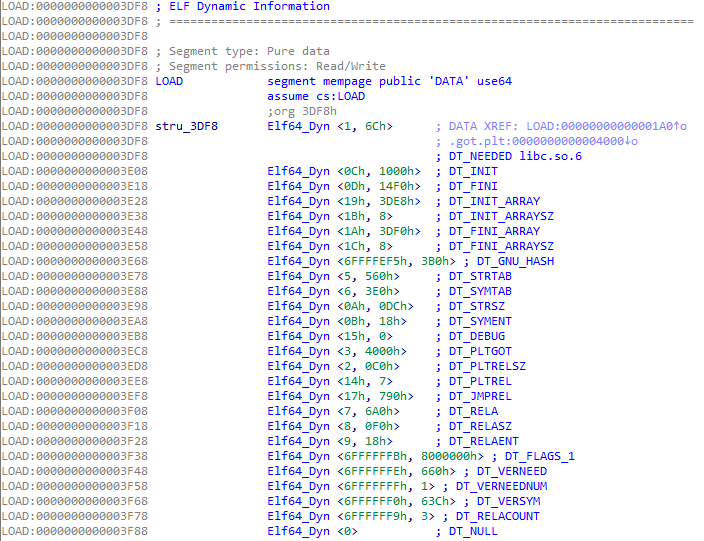 LOAD:0000000000003DF8 ; ELF Dynamic Information
LOAD:0000000000003DF8 ; ===========================================================================
LOAD:0000000000003DF8
LOAD:0000000000003DF8 ; Segment type: Pure data
LOAD:0000000000003DF8 ; Segment permissions: Read/Write
LOAD:0000000000003DF8 LOAD segment mempage public 'DATA' use64
LOAD:0000000000003DF8 assume cs:LOAD
LOAD:0000000000003DF8 ;org 3DF8h
LOAD:0000000000003DF8 stru_3DF8 Elf64_Dyn <1, 6Ch> ; DATA XREF: LOAD:00000000000001A0↑o
LOAD:0000000000003DF8 ; .got.plt:0000000000004000↓o
LOAD:0000000000003DF8 ; DT_NEEDED libc.so.6
LOAD:0000000000003E08 Elf64_Dyn <0Ch, 1000h> ; DT_INIT
LOAD:0000000000003E18 Elf64_Dyn <0Dh, 14F0h> ; DT_FINI
LOAD:0000000000003E28 Elf64_Dyn <19h, 3DE8h> ; DT_INIT_ARRAY
LOAD:0000000000003E38 Elf64_Dyn <1Bh, 8> ; DT_INIT_ARRAYSZ
LOAD:0000000000003E48 Elf64_Dyn <1Ah, 3DF0h> ; DT_FINI_ARRAY
LOAD:0000000000003E58 Elf64_Dyn <1Ch, 8> ; DT_FINI_ARRAYSZ
LOAD:0000000000003E68 Elf64_Dyn <6FFFFEF5h, 3B0h> ; DT_GNU_HASH
LOAD:0000000000003E78 Elf64_Dyn <5, 560h> ; DT_STRTAB
LOAD:0000000000003E88 Elf64_Dyn <6, 3E0h> ; DT_SYMTAB
LOAD:0000000000003E98 Elf64_Dyn <0Ah, 0DCh> ; DT_STRSZ
LOAD:0000000000003EA8 Elf64_Dyn <0Bh, 18h> ; DT_SYMENT
LOAD:0000000000003EB8 Elf64_Dyn <15h, 0> ; DT_DEBUG
LOAD:0000000000003EC8 Elf64_Dyn <3, 4000h> ; DT_PLTGOT
LOAD:0000000000003ED8 Elf64_Dyn <2, 0C0h> ; DT_PLTRELSZ
LOAD:0000000000003EE8 Elf64_Dyn <14h, 7> ; DT_PLTREL
LOAD:0000000000003EF8 Elf64_Dyn <17h, 790h> ; DT_JMPREL
LOAD:0000000000003F08 Elf64_Dyn <7, 6A0h> ; DT_RELA
LOAD:0000000000003F18 Elf64_Dyn <8, 0F0h> ; DT_RELASZ
LOAD:0000000000003F28 Elf64_Dyn <9, 18h> ; DT_RELAENT
LOAD:0000000000003F38 Elf64_Dyn <6FFFFFFBh, 8000000h> ; DT_FLAGS_1
LOAD:0000000000003F48 Elf64_Dyn <6FFFFFFEh, 660h> ; DT_VERNEED
LOAD:0000000000003F58 Elf64_Dyn <6FFFFFFFh, 1> ; DT_VERNEEDNUM
LOAD:0000000000003F68 Elf64_Dyn <6FFFFFF0h, 63Ch> ; DT_VERSYM
LOAD:0000000000003F78 Elf64_Dyn <6FFFFFF9h, 3> ; DT_RELACOUNT
LOAD:0000000000003F88 Elf64_Dyn <0> ; DT_NULL